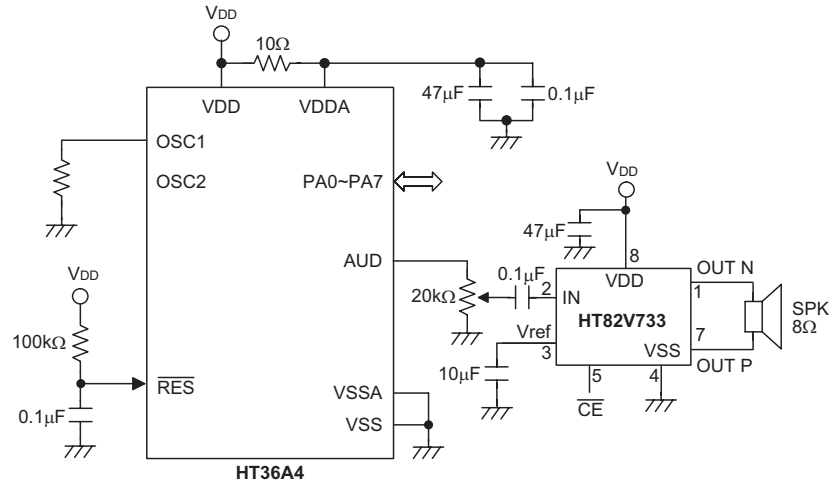 VDD
10Ω
VDD
VDDA
47μF
0.1μF
OSC1
OSC2
PA0~PA7
VDD
47μF
8
AUD
0.1μF
VDD
OUT N
20kΩ
2
IN
1
HT82V733
SPK
8Ω
VDD
100kΩ
Vref
3
7
VSS
OUT P
10μF
5
4
CE
RES
0.1μF
VSSA
VSS
HT36A4